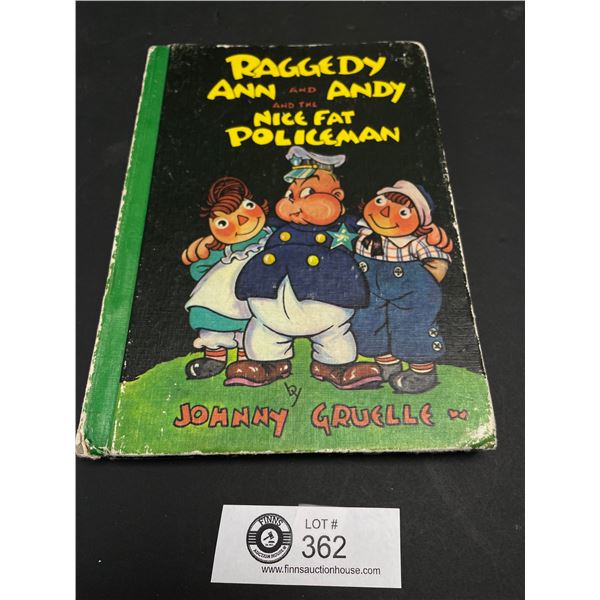 RAGGEDY
ANN AND ANDY
AND THE
NICE FAT
POLICEMAN
by
JOHNNY GRUELLE
FINNS
AUCTION HOUSE
LOT #
362
www.finnsauctionhouse.com